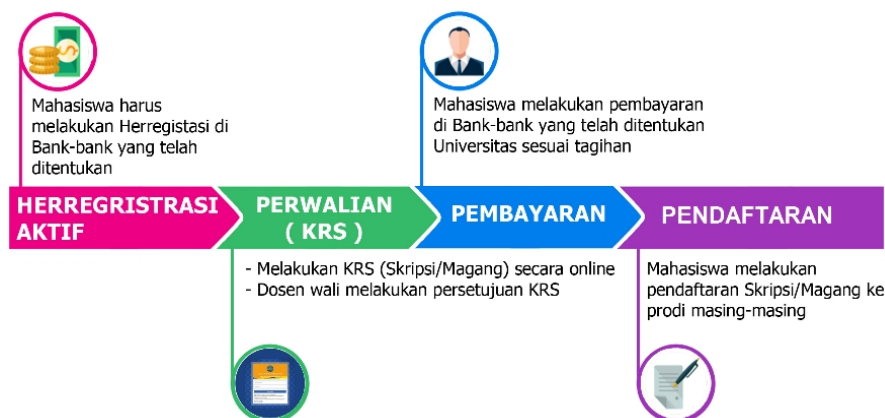 Mahasiswa harus
melakukan Herregistasi di
Bank-bank yang telah
ditentukan
Mahasiswa melakukan pembayaran
di Bank-bank yang telah ditentukan
Universitas sesuai tagihan
HERREGRISTRASI
AKTIF
PERWALIAN
( KRS )
PEMBAYARAN
PENDAFTARAN
- Melakukan KRS (Skripsi/Magang) secara online
- Dosen wali melakukan persetujuan KRS
Mahasiswa melakukan
pendaftaran Skripsi/Magang ke
prodi masing-masing